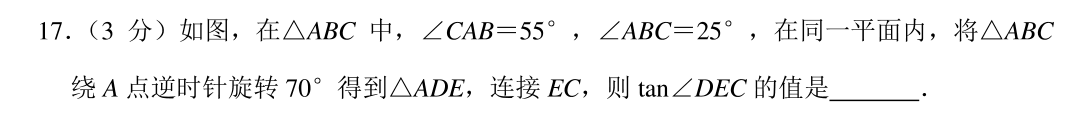 17.（3 分）如图，在△ABC 中，∠CAB＝55°，∠ABC＝25°，在同一平面内，将△ABC
绕 A 点逆时针旋转 70°得到△ADE，连接 EC，则 tan∠DEC 的值是______．